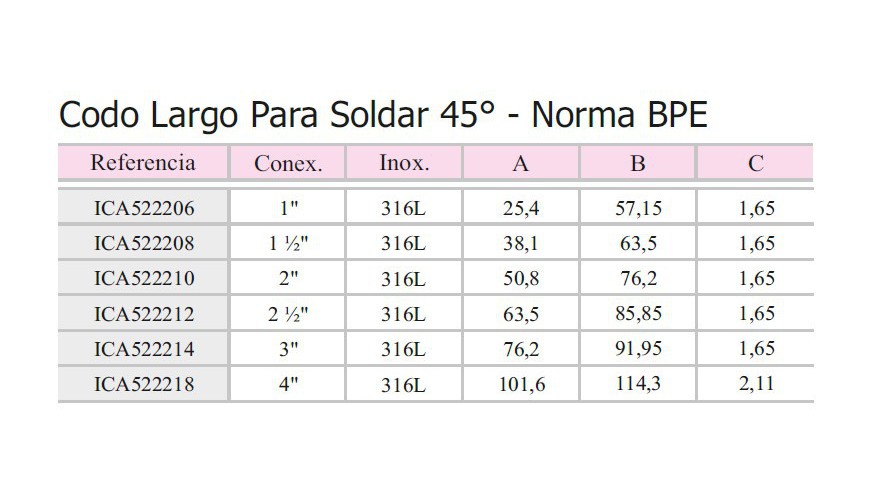 Codo Largo Para Soldar 45° - Norma BPE
Referencia Conex. Inox. A B C
ICA522206 1" 316L 25,4 57,15 1,65
ICA522208 1 ½" 316L 38,1 63,5 1,65
ICA522210 2" 316L 50,8 76,2 1,65
ICA522212 2 ½" 316L 63,5 85,85 1,65
ICA522214 3" 316L 76,2 91,95 1,65
ICA522218 4" 316L 101,6 114,3 2,11